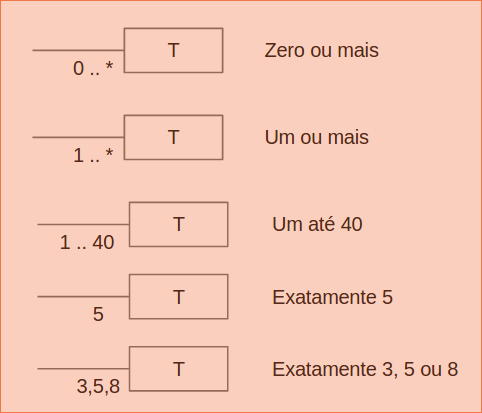 T Zero ou mais
0 .. *
T Um ou mais
1 .. *
T Um até 40
1 .. 40
T Exatamente 5
5
T Exatamente 3, 5 ou 8
3,5,8